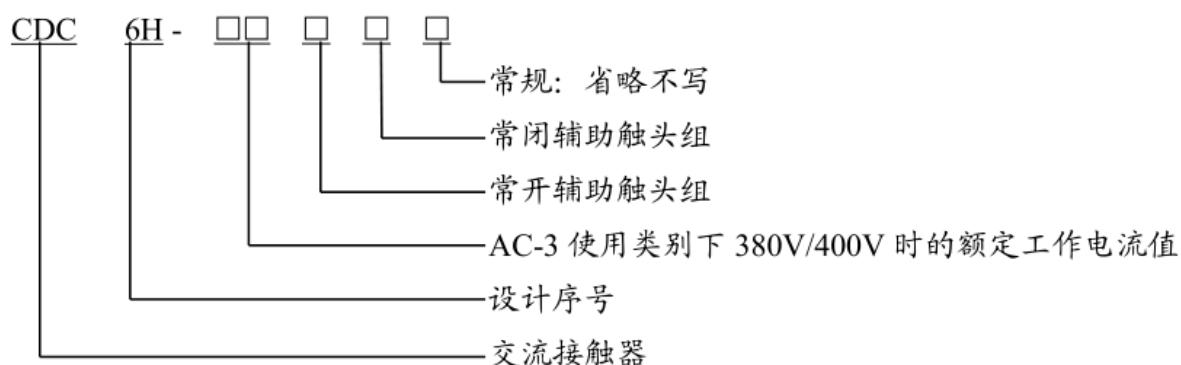 CDC 6H - □□ □ □ □
常规：省略不写
常闭辅助触头组
常开辅助触头组
AC-3 使用类别下 380V/400V 时的额定工作电流值
设计序号
交流接触器